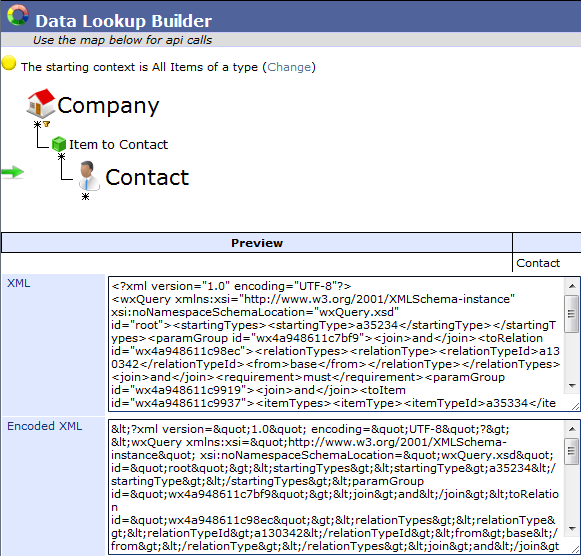 Data Lookup Builder
Use the map below for api calls
The starting context is All Items of a type (Change)
Company
Item to Contact
Contact
Preview
Contact
XML
<?xml version="1.0" encoding="UTF-8"?>
<wxQuery xmlns:xsi="http://www.w3.org/2001/XMLSchema-instance"
xsi:noNamespaceSchemaLocation="wxQuery.xsd"
id="root"><startingTypes><startingType>a35234</startingType></startingT
ypes><paramGroup id="wx4a948611c7bf9"><join>and</join><toRelation
id="wx4a948611c98ec"><relationTypes><relationType><relationTypeId>a13
0342</relationTypeId><from>base</from></relationType></relationTypes>
<join>and</join><requirement>must</requirement><paramGroup
id="wx4a948611c9919"><join>and</join><toItem
id="wx4a948611c9937"><itemTypes><itemType><itemTypeId>a35334</ite
Encoded XML
&lt;?xml version=&quot;1.0&quot; encoding=&quot;UTF-8&quot;?&gt;
&lt;wxQuery xmlns:xsi=&quot;http://www.w3.org/2001/XMLSchema-
instance&quot; xsi:noNamespaceSchemaLocation=&quot;wxQuery.xsd&quot;
id=&quot;root&quot;&gt;&lt;startingTypes&gt;&lt;startingType&gt;a35234&lt;/
startingType&gt;&lt;/startingTypes&gt;&lt;paramGroup
id=&quot;wx4a948611c7bf9&quot;&gt;&lt;join&gt;and&lt;/join&gt;&lt;toRelatio
n
id=&quot;wx4a948611c98ec&quot;&gt;&lt;relationTypes&gt;&lt;relationType&
gt;&lt;relationTypeId&gt;a130342&lt;/relationTypeId&gt;&lt;from&gt;base&lt;/
from&gt;&lt;/relationType&gt;&lt;/relationTypes&gt;&lt;join&gt;and&lt;/join&gt